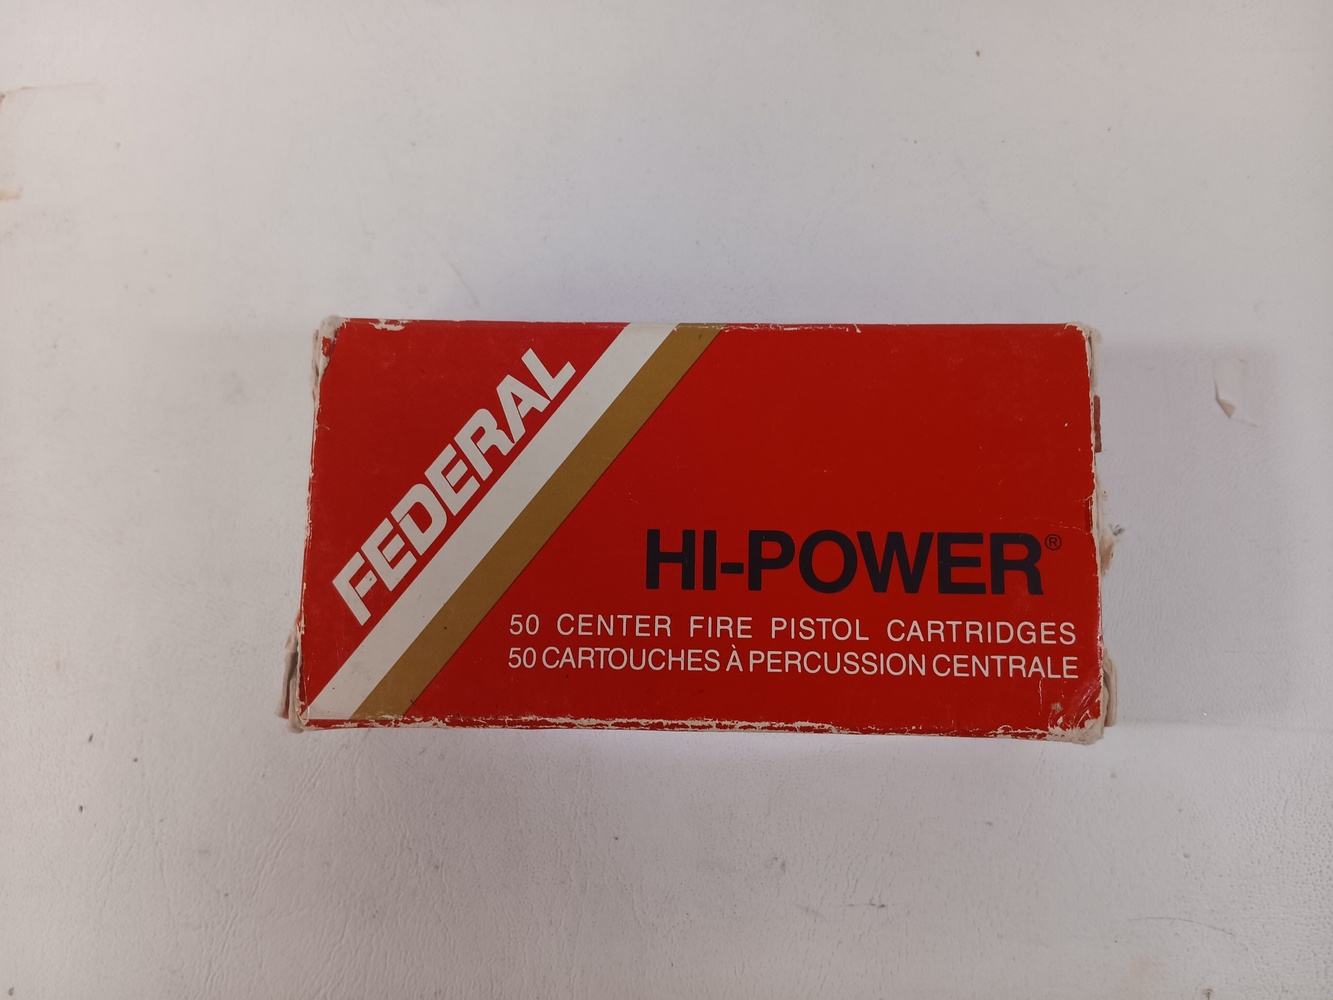 FEDERAL
HI-POWER®
50 CENTER FIRE PISTOL CARTRIDGES
50 CARTOUCHES À PERCUSSION CENTRALE